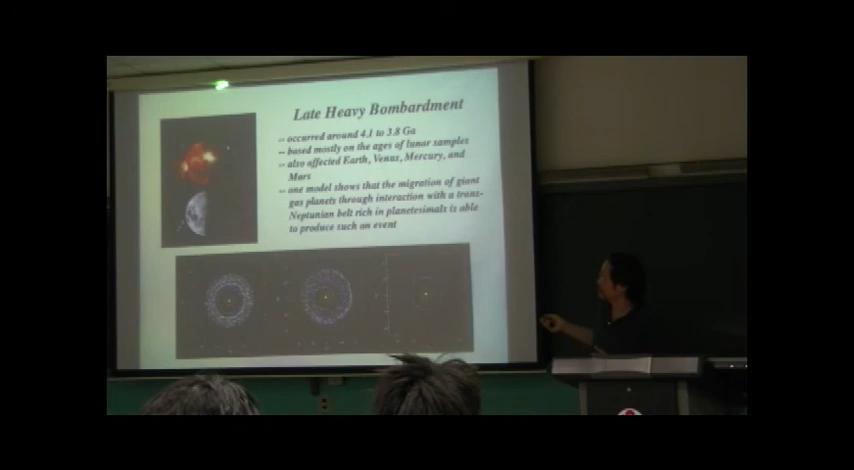 Late Heavy Bombardment
-- occurred around 4.1 to 3.8 Ga
-- based mostly on the ages of lunar samples
-- also affected Earth, Venus, Mercury, and
Mars
-- one model shows that the migration of giant
gas planets through interaction with a trans-
Neptunian belt rich in planetesimals is able
to produce such an event